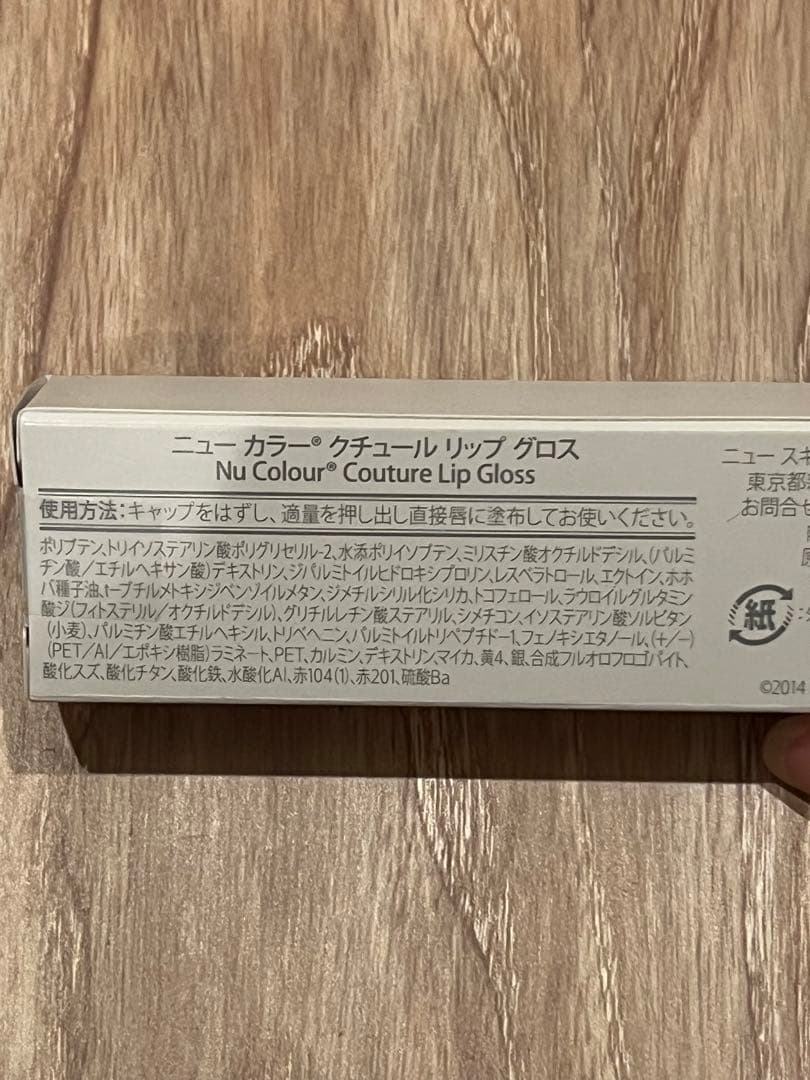 ニュー カラー® クチュール リップ グロス
Nu Colour® Couture Lip Gloss
使用方法:キャップをはずし、適量を押し出し直接唇に塗布してお使いください。
ポリブテン、トリイソステアリン酸ポリグリセリル-2、水添ポリイソブテン、ミリスチン酸オクチルドデシル、(パルミ
チン酸/エチルヘキサン酸)デキストリン、ジパルミトイルヒドロキシプロリン、レスベラトロール、エクトイン、ホホ
バ種子油、t-ブチルメトキシジベンゾイルメタン、ジメチルシリル化シリカ、トコフェロール、ラウロイルグルタミン
酸ジ(フィトステリル/オクチルドデシル)、グリチルレチン酸ステアリル、シメチコン、イソステアリン酸ソルビタン
(小麦)、パルミチン酸エチルヘキシル、トリベヘニン、パルミトイルトリペプチド-1、フェノキシエタノール、(+/-)
(PET/Al/エポキシ樹脂)ラミネート、PET、カルミン、デキストリン、マイカ、黄4、銀、合成フルオロフロゴパイト、
酸化スズ、酸化チタン、酸化鉄、水酸化Al、赤104(1)、赤201、硫酸Ba
ニュー スキ
東京都
お問合せ
紙
©2014